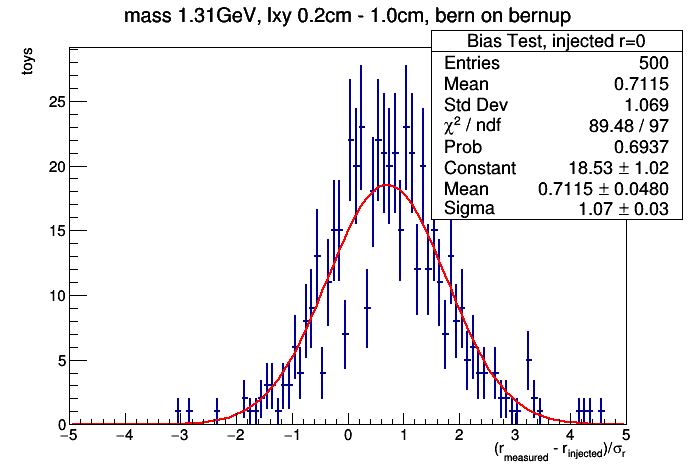 mass 1.31GeV, lxy 0.2cm - 1.0cm, bern on bernup
Bias Test, injected r=0
Entries 500
Mean 0.7115
Std Dev 1.069
χ² / ndf 89.48 / 97
Prob 0.6937
Constant 18.53 ± 1.02
Mean 0.7115 ± 0.0480
Sigma 1.07 ± 0.03
toys
25
20
15
10
5
0
−5 −4 −3 −2 −1 0 1 2 3 4 5
(r_measured - r_injected)/σ_r